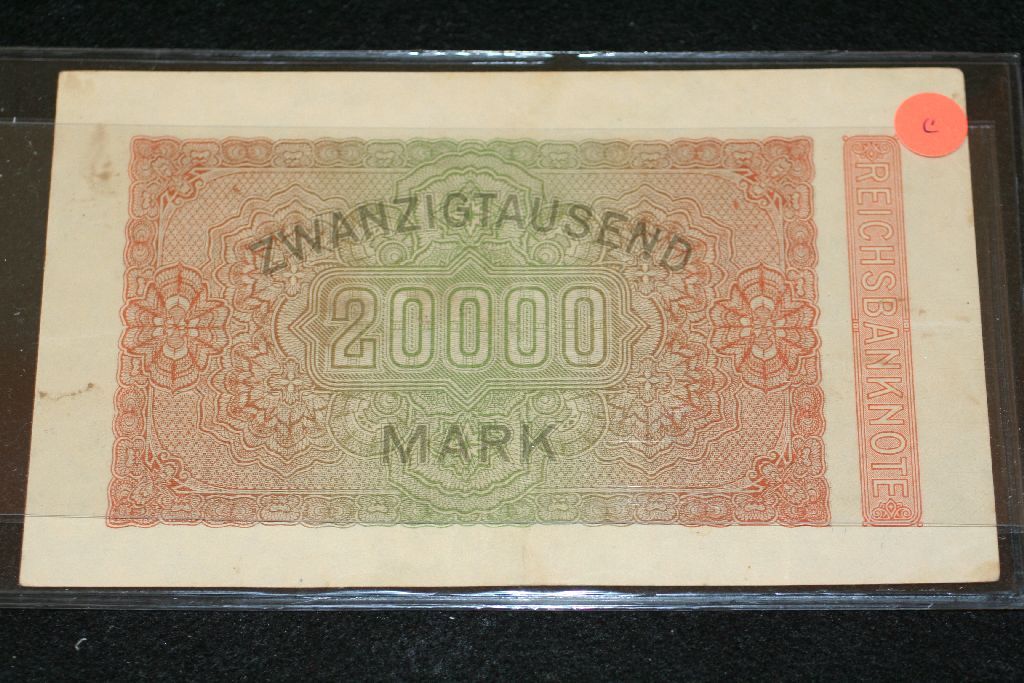 ZWANZIGTAUSEND
20000
MARK
REICHSBANKNOTE
C